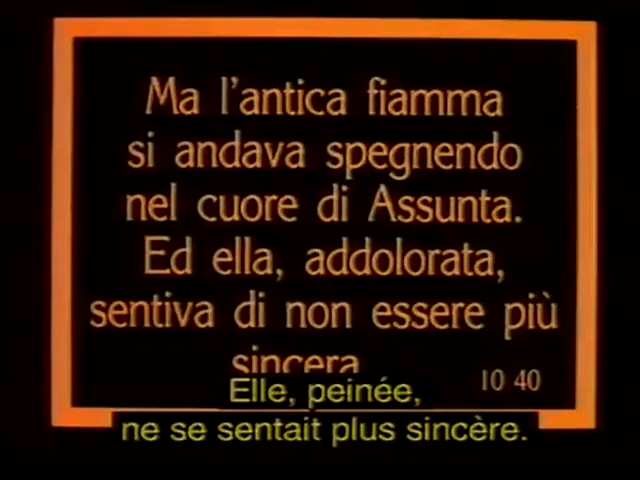 Ma l'antica fiamma
si andava spegnendo
nel cuore di Assunta.
Ed ella, addolorata,
sentiva di non essere più
sincera
10 40
Elle, peinée,
ne se sentait plus sincère.